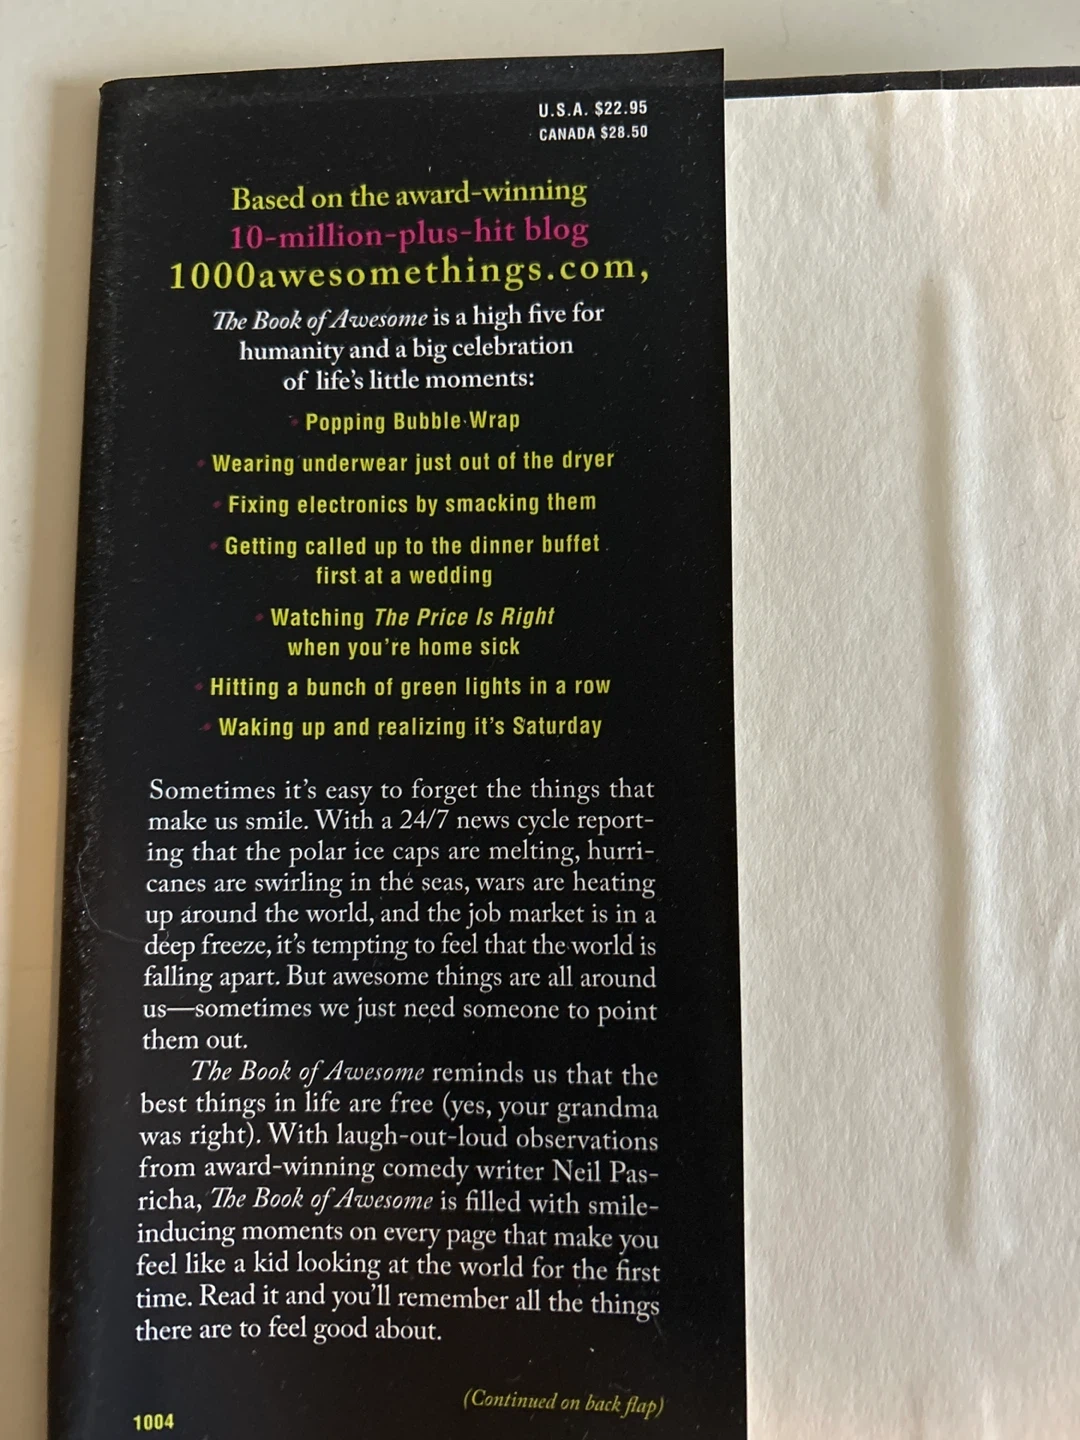 U.S.A. $22.95
CANADA $28.50
Based on the award-winning
10-million-plus-hit blog
1000awesomethings.com,
The Book of Awesome is a high five for
humanity and a big celebration
of life's little moments:
• Popping Bubble Wrap
• Wearing underwear just out of the dryer
• Fixing electronics by smacking them
• Getting called up to the dinner buffet
first at a wedding
• Watching The Price Is Right
when you're home sick
• Hitting a bunch of green lights in a row
• Waking up and realizing it's Saturday
Sometimes it's easy to forget the things that
make us smile. With a 24/7 news cycle report-
ing that the polar ice caps are melting, hurri-
canes are swirling in the seas, wars are heating
up around the world, and the job market is in a
deep freeze, it's tempting to feel that the world is
falling apart. But awesome things are all around
us—sometimes we just need someone to point
them out.
The Book of Awesome reminds us that the
best things in life are free (yes, your grandma
was right). With laugh-out-loud observations
from award-winning comedy writer Neil Pas-
richa, The Book of Awesome is filled with smile-
inducing moments on every page that make you
feel like a kid looking at the world for the first
time. Read it and you'll remember all the things
there are to feel good about.
(Continued on back flap)
1004